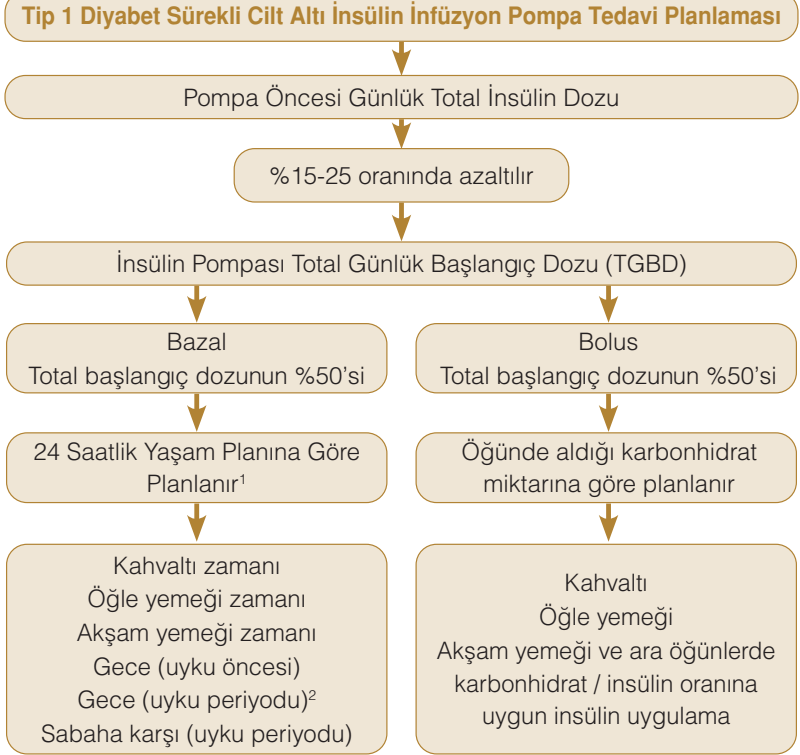 Tip 1 Diyabet Sürekli Cilt Altı İnsülin İnfüzyon Pompa Tedavi Planlaması
Pompa Öncesi Günlük Total İnsülin Dozu
%15-25 oranında azaltılır
İnsülin Pompası Total Günlük Başlangıç Dozu (TGBD)
Bazal
Total başlangıç dozunun %50'si
24 Saatlik Yaşam Planına Göre
Planlanır¹
Kahvaltı zamanı
Öğle yemeği zamanı
Akşam yemeği zamanı
Gece (uyku öncesi)
Gece (uyku periyodu)²
Sabaha karşı (uyku periyodu)
Bolus
Total başlangıç dozunun %50'si
Öğünde aldığı karbonhidrat
miktarına göre planlanır
Kahvaltı
Öğle yemeği
Akşam yemeği ve ara öğünlerde
karbonhidrat / insülin oranına
uygun insülin uygulama